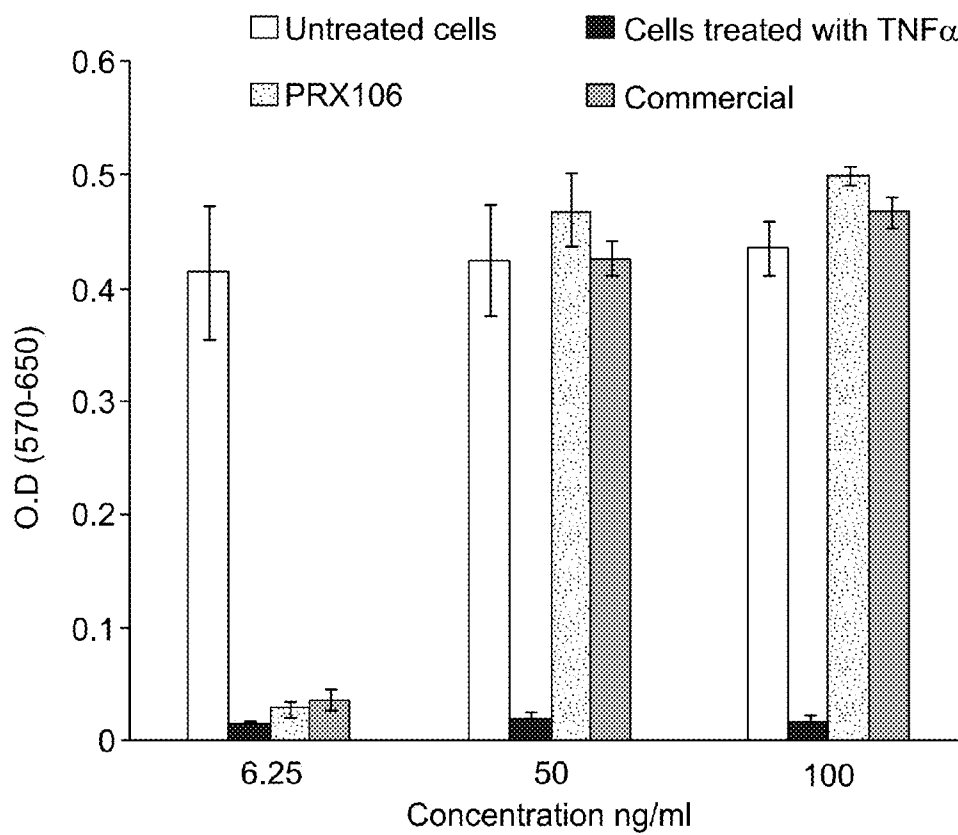 Untreated cells
Cells treated with TNFα
PRX106
Commercial
0.6
0.5
0.4
0.3
0.2
0.1
0
O.D (570-650)
6.25 50 100
Concentration ng/ml